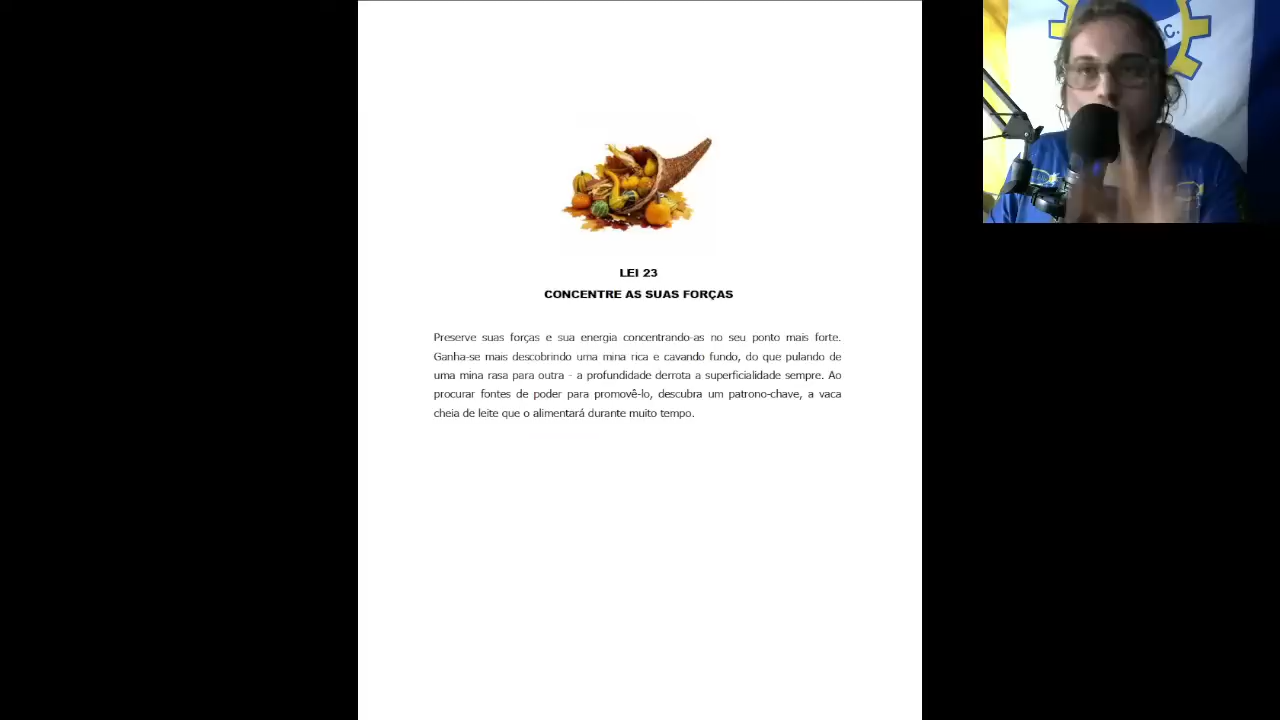 C.
LEI 23
CONCENTRE AS SUAS FORÇAS
Preserve suas forças e sua energia concentrando-as no seu ponto mais forte.
Ganha-se mais descobrindo uma mina rica e cavando fundo, do que pulando de
uma mina rasa para outra - a profundidade derrota a superficialidade sempre. Ao
procurar fontes de poder para promovê-lo, descubra um patrono-chave, a vaca
cheia de leite que o alimentará durante muito tempo.